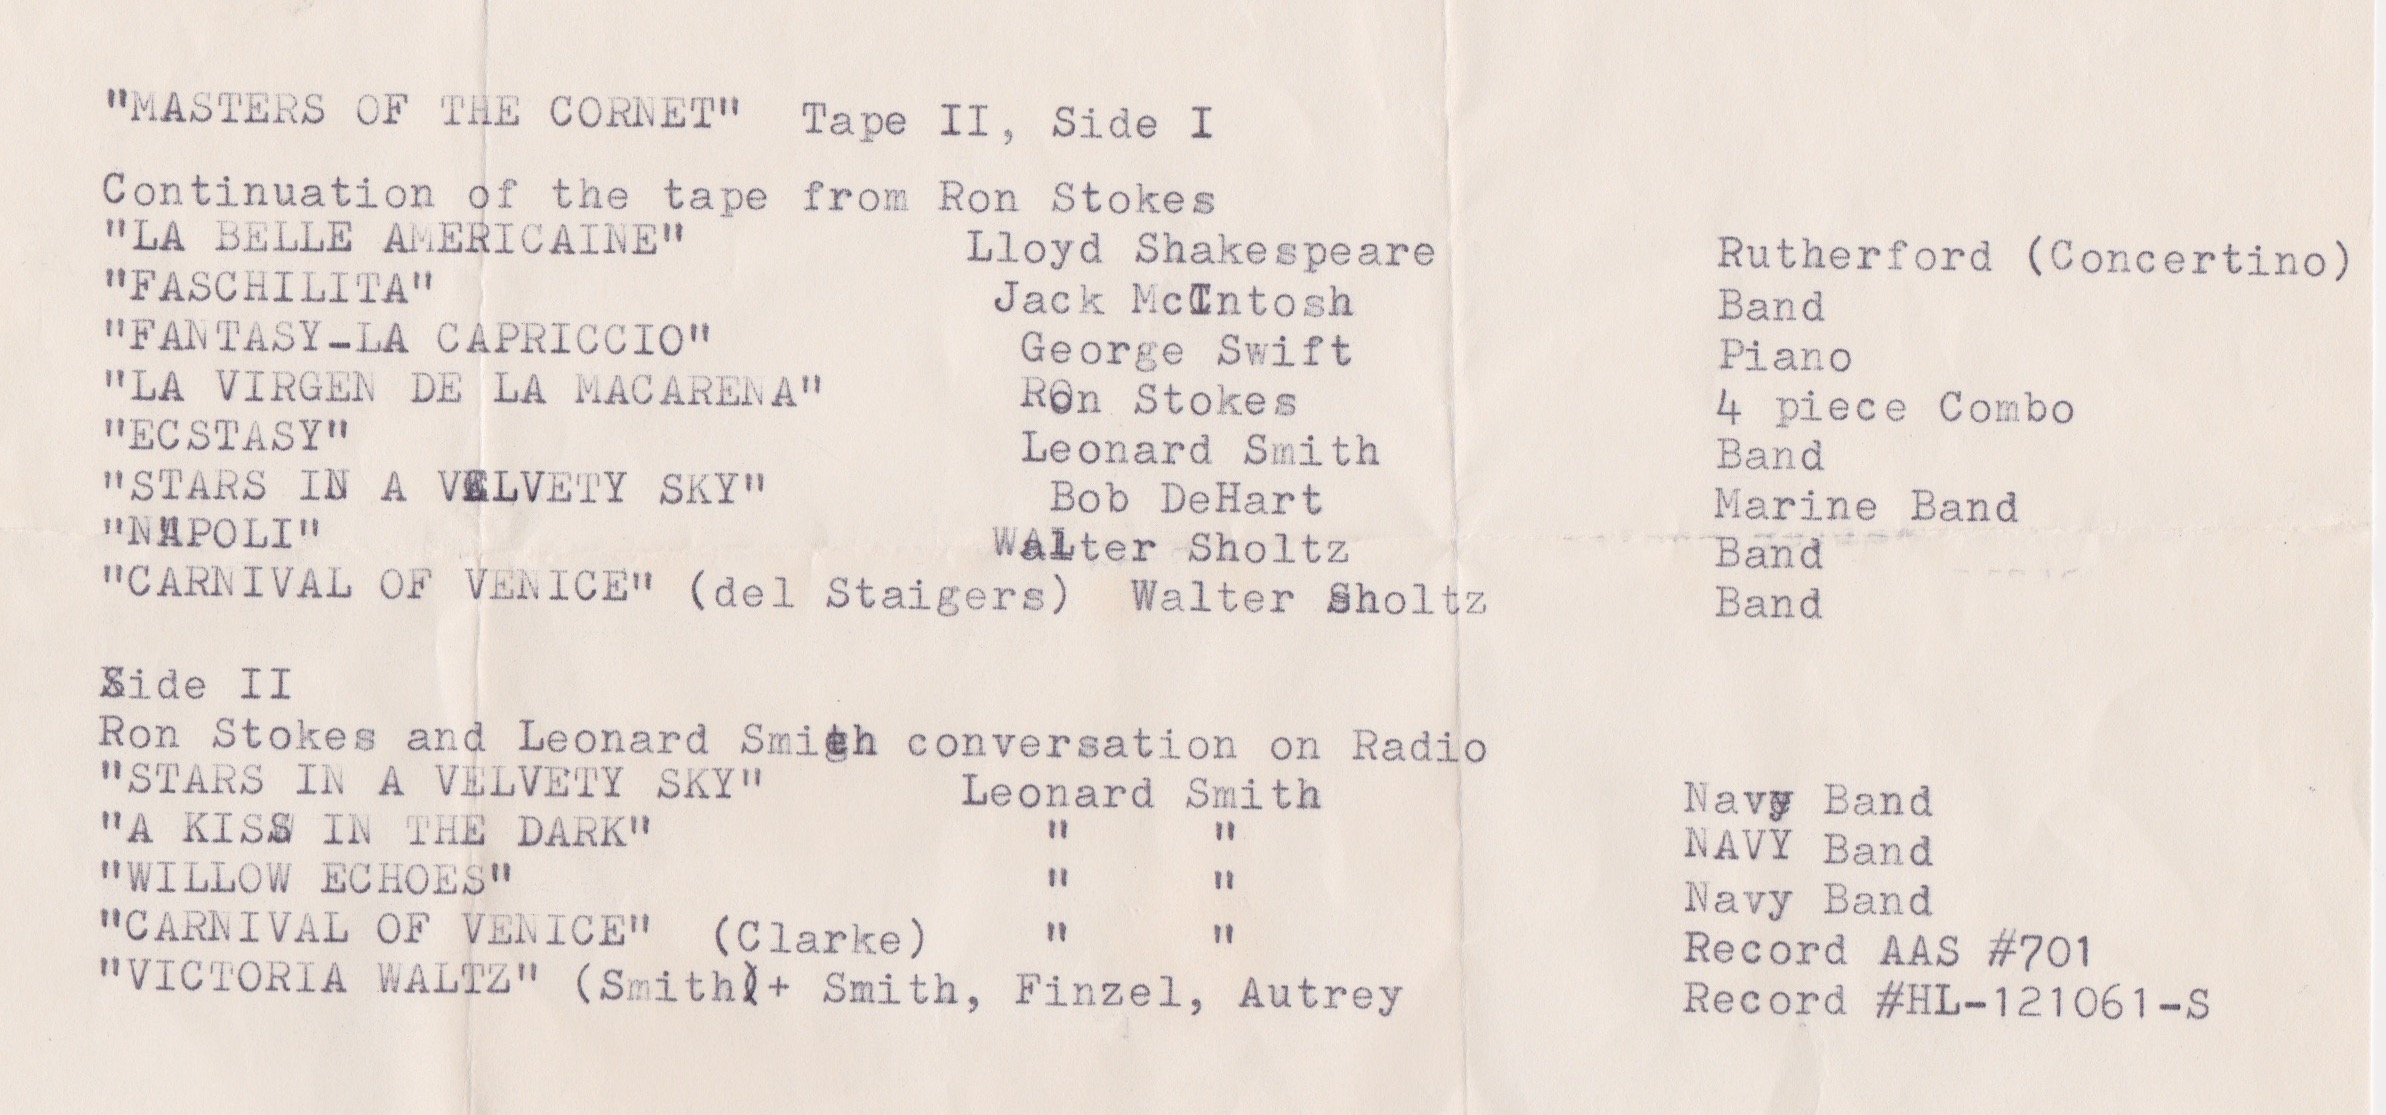 "MASTERS OF THE CORNET" Tape II, Side I
Continuation of the tape from Ron Stokes
"LA BELLE AMERICAINE" Lloyd Shakespeare Rutherford (Concertino)
"FASCHILITA" Jack McIntosh Band
"FANTASY-LA CAPRICCIO" George Swift Piano
"LA VIRGEN DE LA MACARENA" Ron Stokes 4 piece Combo
"ECSTASY" Leonard Smith Band
"STARS IN A VELVETY SKY" Bob DeHart Marine Band
"NAPOLI" Walter Sholtz Band
"CARNIVAL OF VENICE" (del Staigers) Walter Sholtz Band
Side II
Ron Stokes and Leonard Smith conversation on Radio
"STARS IN A VELVETY SKY" Leonard Smith Navy Band
"A KISS IN THE DARK" " " NAVY Band
"WILLOW ECHOES" " " Navy Band
"CARNIVAL OF VENICE" (Clarke) " " Record AAS #701
"VICTORIA WALTZ" (Smith)+ Smith, Finzel, Autrey Record #HL-121061-S